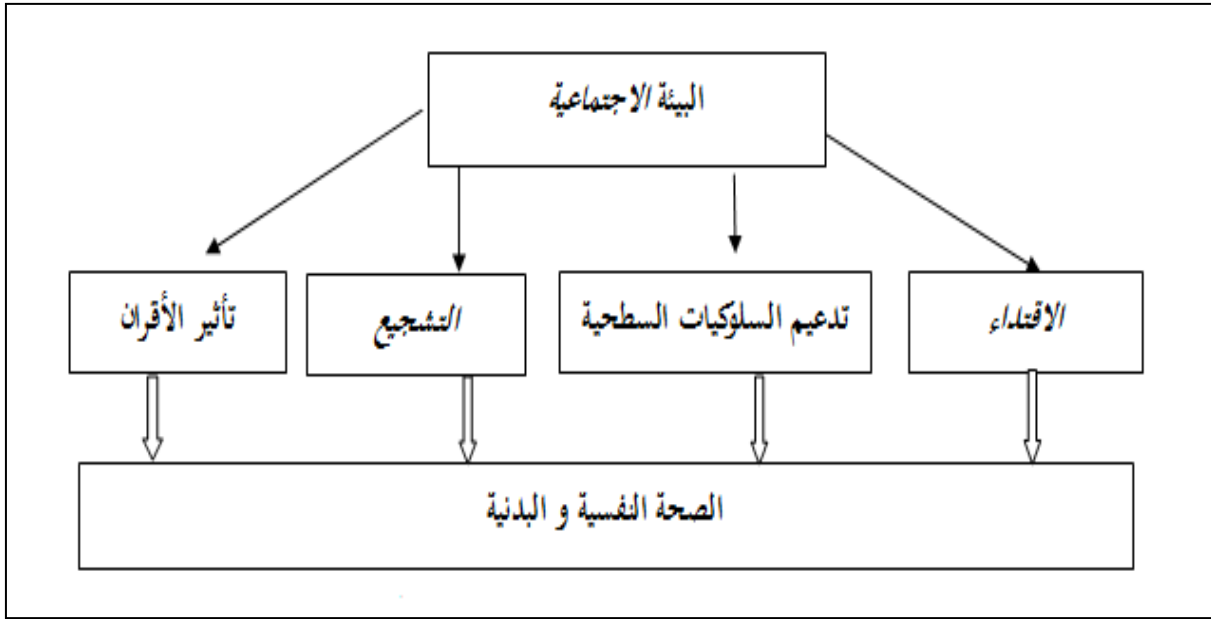 البيئة الاجتماعية
الاقتداء
تدعيم السلوكيات السطحية
التشجيع
تأثير الأقران
الصحة النفسية و البدنية